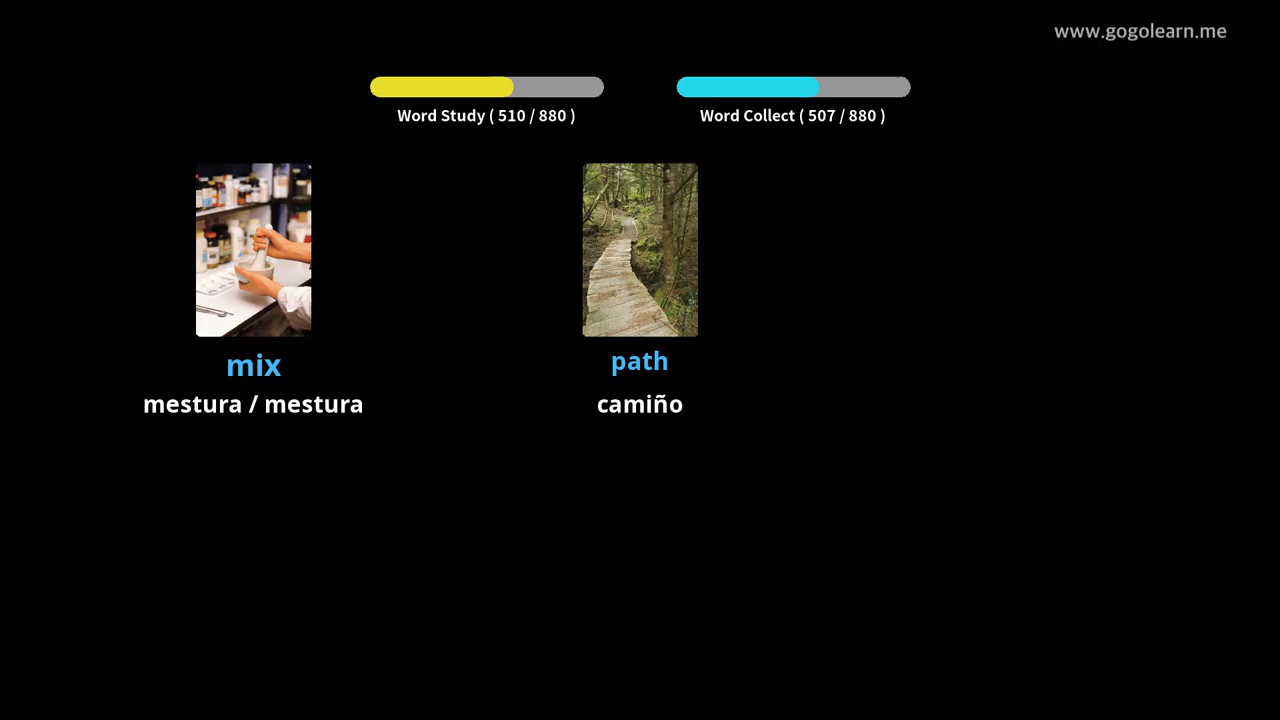 www.gogolearn.me
Word Study ( 510 / 880 )
Word Collect ( 507 / 880 )
mix
mestura / mestura
path
camiño